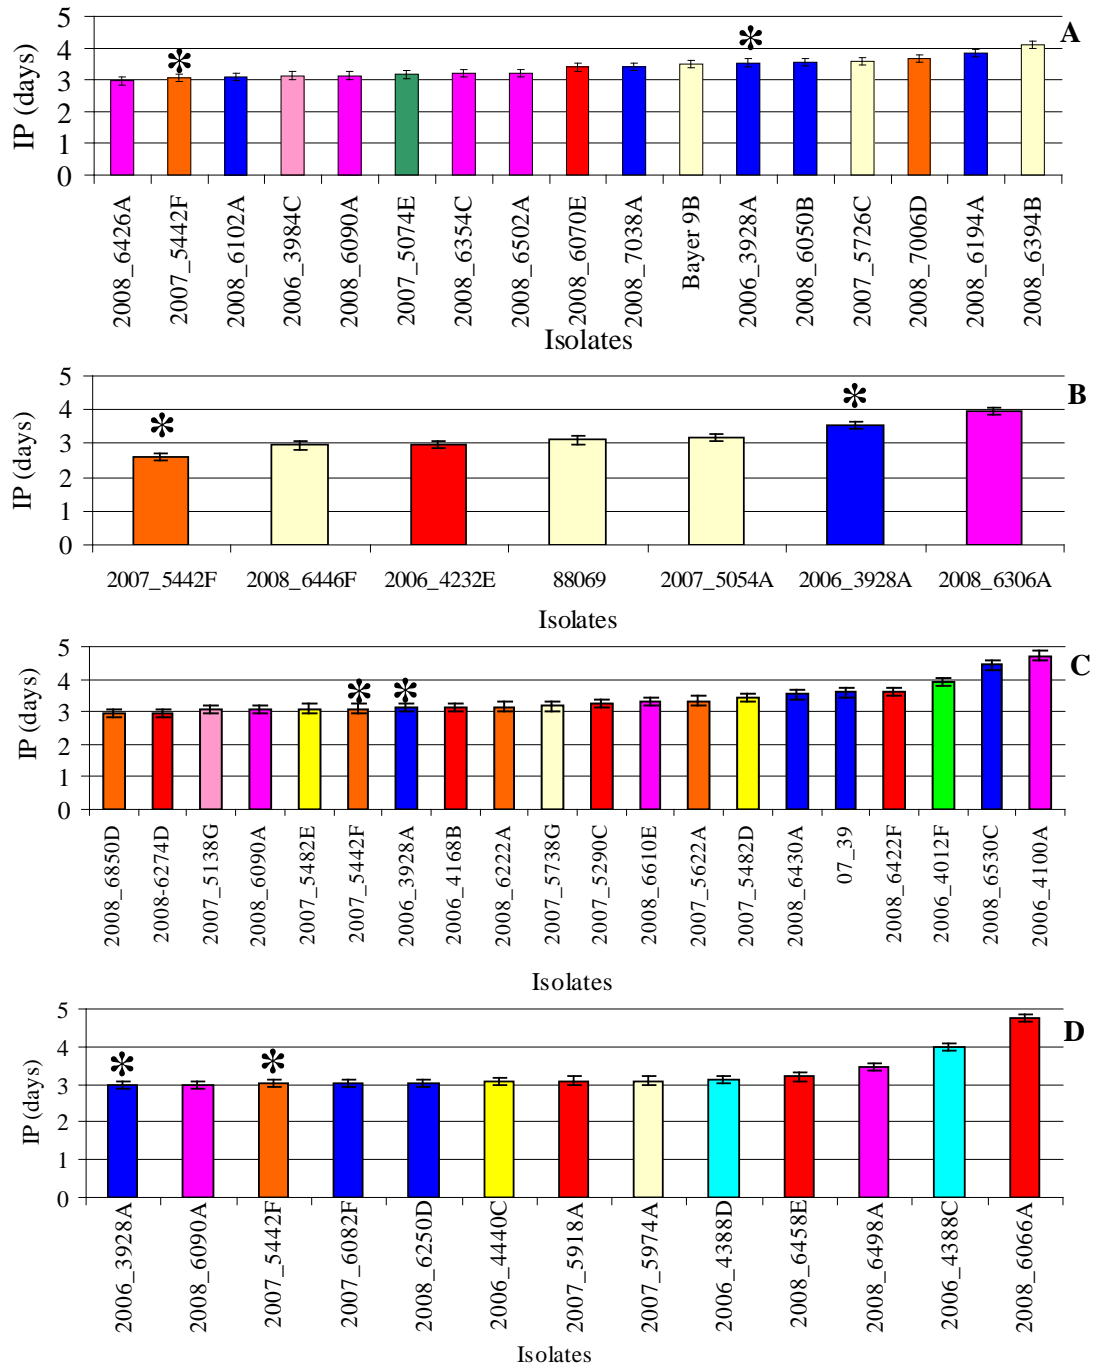 A
IP (days)
5
4
3
2
1
0
*
*
2008_6426A
2007_5442F
2008_6102A
2006_3984C
2008_6090A
2007_5074E
2008_6354C
2008_6502A
2008_6070E
2008_7038A
Bayer 9B
2006_3928A
2008_6050B
2007_5726C
2008_7006D
2008_6194A
2008_6394B
Isolates
B
IP (days)
5
4
3
2
1
0
*
*
2007_5442F
2008_6446F
2006_4232E
88069
2007_5054A
2006_3928A
2008_6306A
Isolates
C
IP (days)
5
4
3
2
1
0
*
*
2008_6850D
2008-6274D
2007_5138G
2008_6090A
2007_5482E
2007_5442F
2006_3928A
2006_4168B
2008_6222A
2007_5738G
2007_5290C
2008_6610E
2007_5622A
2007_5482D
2008_6430A
07_39
2008_6422F
2006_4012F
2008_6530C
2006_4100A
Isolates
D
IP (days)
5
4
3
2
1
0
*
*
2006_3928A
2008_6090A
2007_5442F
2007_6082F
2008_6250D
2006_4440C
2007_5918A
2007_5974A
2006_4388D
2008_6458E
2008_6498A
2006_4388C
2008_6066A
Isolates